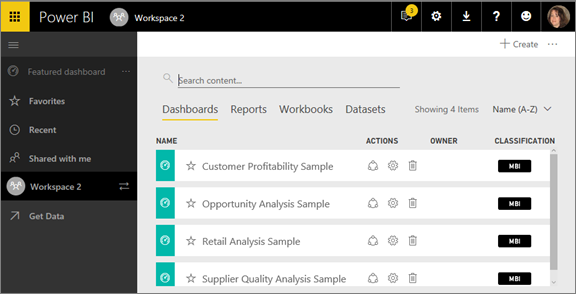 Power BI Workspace 2 3 ?
+ Create ...
Featured dashboard ...
Search content...
Favorites
Dashboards Reports Workbooks Datasets Showing 4 Items Name (A-Z)
Recent
NAME ACTIONS OWNER CLASSIFICATION
Shared with me
Customer Profitability Sample MBI
Workspace 2
Opportunity Analysis Sample MBI
Get Data
Retail Analysis Sample MBI
Supplier Quality Analysis Sample MBI